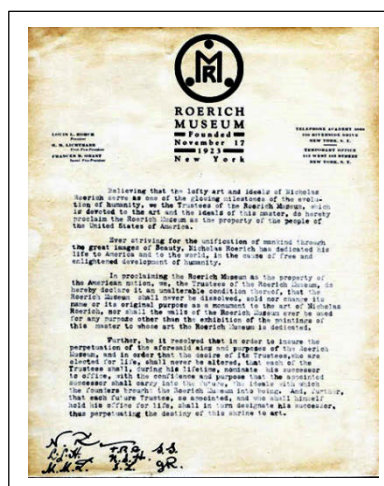 ROERICH
MUSEUM
Founded
November 17
1923
New York
LOUIS L. HORCH
President
M. M. LICHTMANN
FRANCES R. GRANT
TELEPHONE ACADEMY
310 RIVERSIDE DRIVE
NEW YORK, N. Y.
TEMPORARY OFFICE
NEW YORK, N. Y.
Believing that the lofty art and ideals of Nicholas
Roerich serve as one of the glowing milestones of the evolu-
tion of humanity, we the Trustees of the Roerich Museum, which
is devoted to the art and the ideals of this master, do hereby
proclaim the Roerich Museum as the property of the people of
the United States of America.
Ever striving for the unification of mankind through
the great images of Beauty, Nicholas Roerich has dedicated his
life to America and to the world, in the cause of free and
enlightered development of humanity.
In proclaiming the Roerich Museum as the property of
the American nation, we, the Trustees of the Roerich Museum, do
hereby declare it an unalterable condition thereof, that the
Roerich Museum shall never be dissolved, sold nor change its
name or its original purpose as a monument to the art of Nicholas
Roerich, nor shall the walls of the Roerich Museum ever be used
for any purpose other than the exhibition of the paintings of
this master to whose art the Roerich Museum is dedicated.
Further, be it resolved that in order to insure the
perpetuation of the aforesaid aims and purposes of the Roerich
Museum, and in order that the desire of its Trustees, who are
elected for life, shall never be altered, that each of the
Trustees shall, during his lifetime, nominate his successor
to office, with the confidence and purpose that the appointed
successor shall carry into the future, the ideals with which
the founders brought the Roerich Museum into being. And, further,
that each future Trustee, so appointed, and who shall himself
hold his office for life, shall in turn designate his successor,
thus perpetuating the destiny of this shrine to art.
N. R.